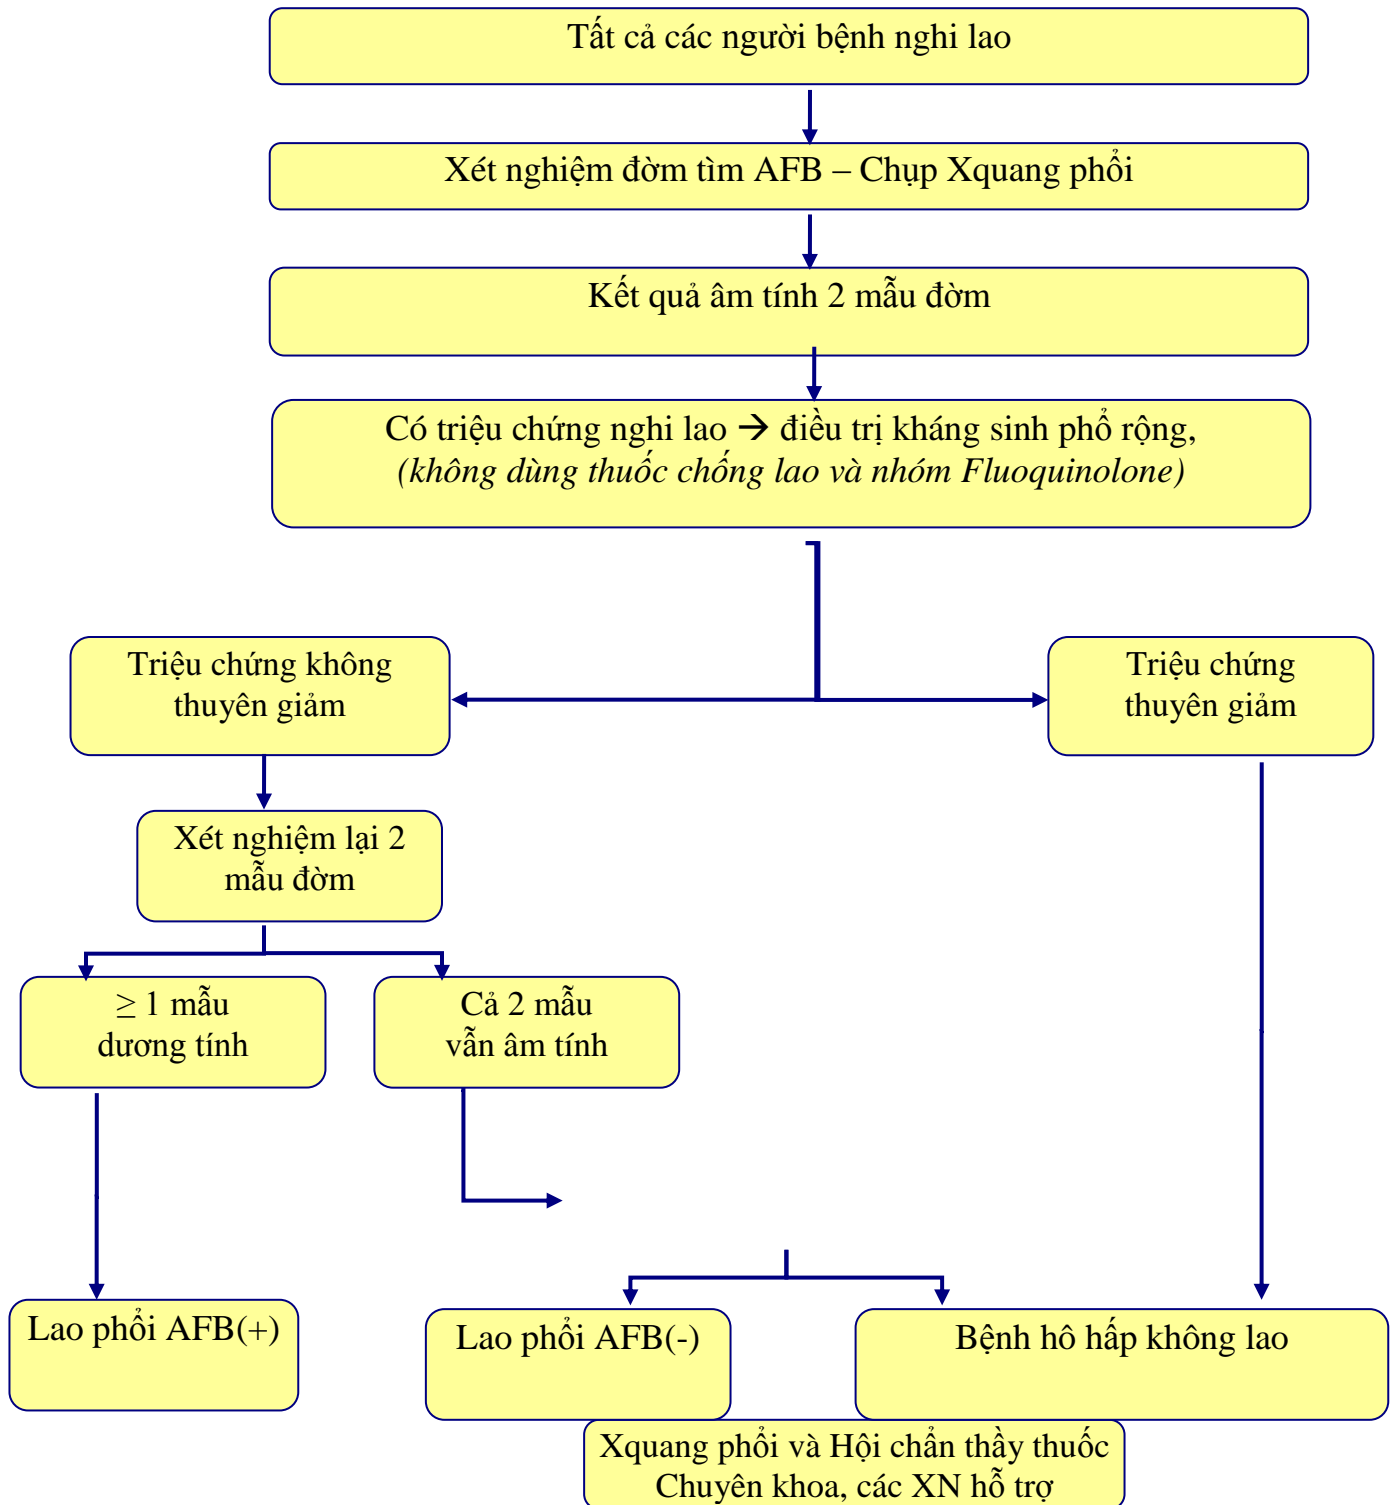 Tất cả các người bệnh nghi lao
Xét nghiệm đờm tìm AFB – Chụp Xquang phổi
Kết quả âm tính 2 mẫu đờm
Có triệu chứng nghi lao → điều trị kháng sinh phổ rộng,
(không dùng thuốc chống lao và nhóm Fluoquinolone)
Triệu chứng không
thuyên giảm
Triệu chứng
thuyên giảm
Xét nghiệm lại 2
mẫu đờm
≥ 1 mẫu
dương tính
Cả 2 mẫu
vẫn âm tính
Lao phổi AFB(+)
Lao phổi AFB(-)
Bệnh hô hấp không lao
Xquang phổi và Hội chẩn thầy thuốc
Chuyên khoa, các XN hỗ trợ